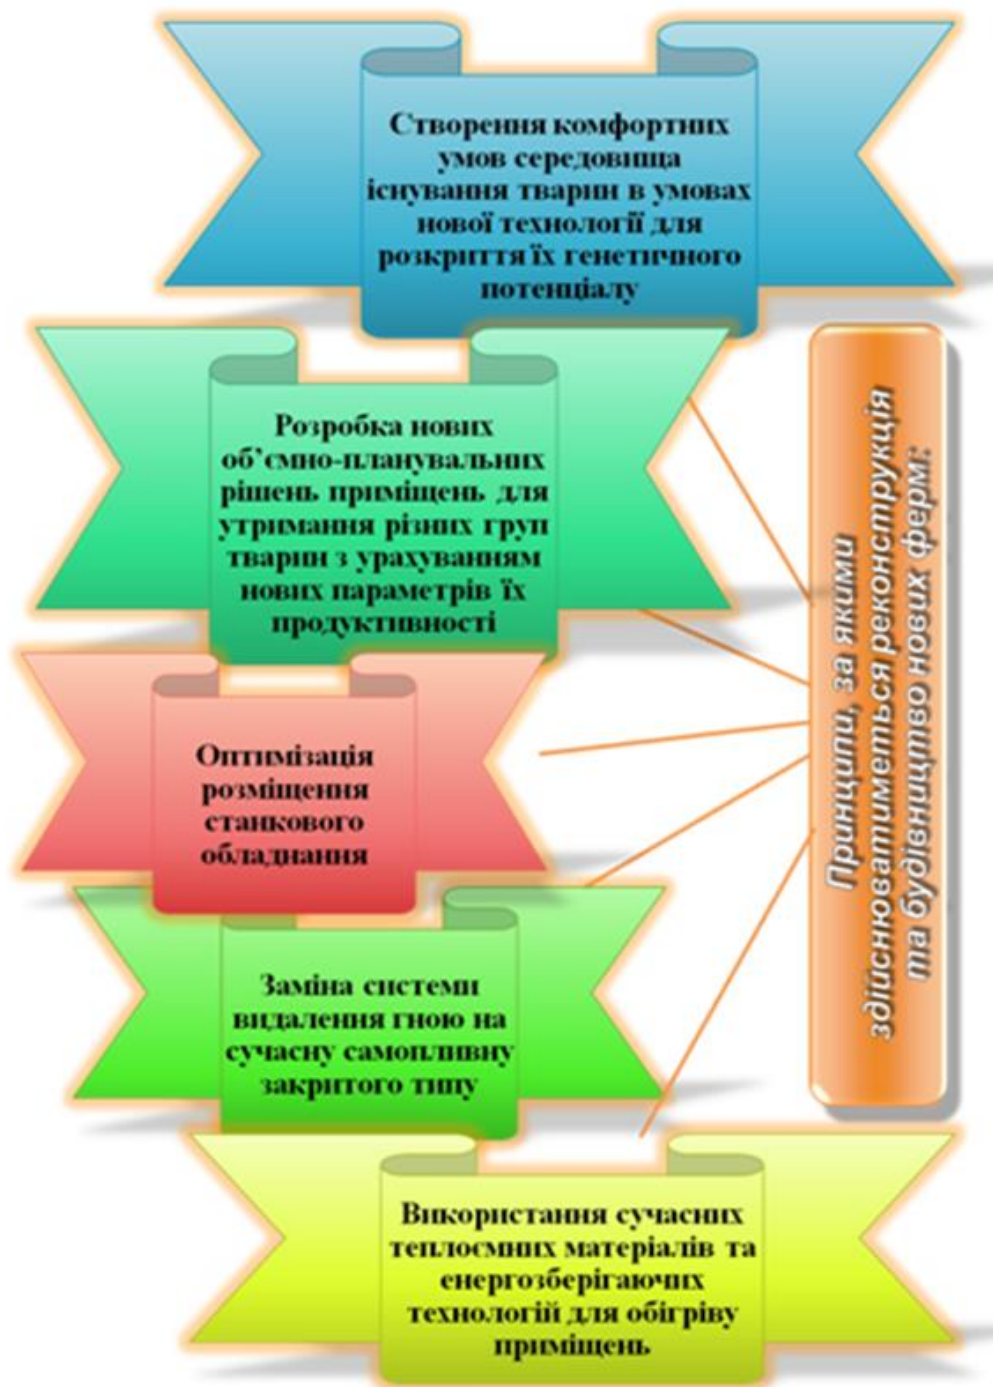 Створення комфортних
умов середовища
існування тварин в умовах
нової технології для
розкриття їх генетичного
потенціалу
Розробка нових
об’ємно-планувальних
рішень приміщень для
утримання різних груп
тварин з урахуванням
нових параметрів їх
продуктивності
Оптимізація
розміщення
станкового
обладнання
Заміна системи
видалення гною на
сучасну самопливну
закритого типу
Використання сучасних
теплоємних матеріалів та
енергозберігаючих
технологій для обігріву
приміщень
Принципи, за якими
здійснюватиметься реконструкція
та будівництво нових ферм: